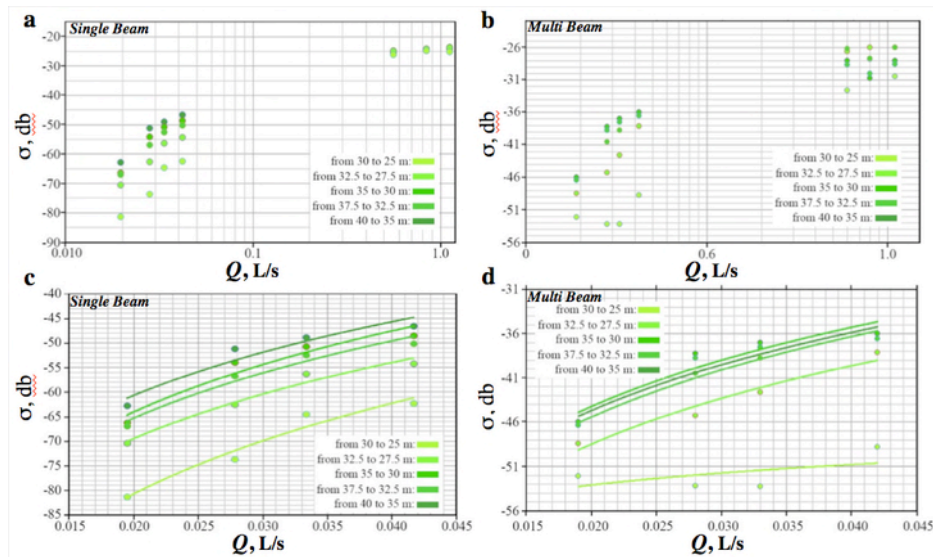 a
Single Beam
-20
-30
-40
-50
-60
-70
-80
-90
σ, db
from 30 to 25 m:
from 32.5 to 27.5 m:
from 35 to 30 m:
from 37.5 to 32.5 m:
from 40 to 35 m:
0.010
0.1
1.0
Q, L/s
b
Multi Beam
-26
-31
-36
-41
-46
-51
-56
σ, db
from 30 to 25 m:
from 32.5 to 27.5 m:
from 35 to 30 m:
from 37.5 to 32.5 m:
from 40 to 35 m:
0
0.6
1.0
Q, L/s
c
Single Beam
-40
-45
-50
-55
-60
-65
-70
-75
-80
-85
σ, db
from 30 to 25 m:
from 32.5 to 27.5 m:
from 35 to 30 m:
from 37.5 to 32.5 m:
from 40 to 35 m:
0.015
0.020
0.025
0.030
0.035
0.040
0.045
Q, L/s
d
Multi Beam
-31
-36
-41
-46
-51
-56
σ, db
from 30 to 25 m:
from 32.5 to 27.5 m:
from 35 to 30 m:
from 37.5 to 32.5 m:
from 40 to 35 m:
0.015
0.020
0.025
0.030
0.035
0.040
0.045
Q, L/s